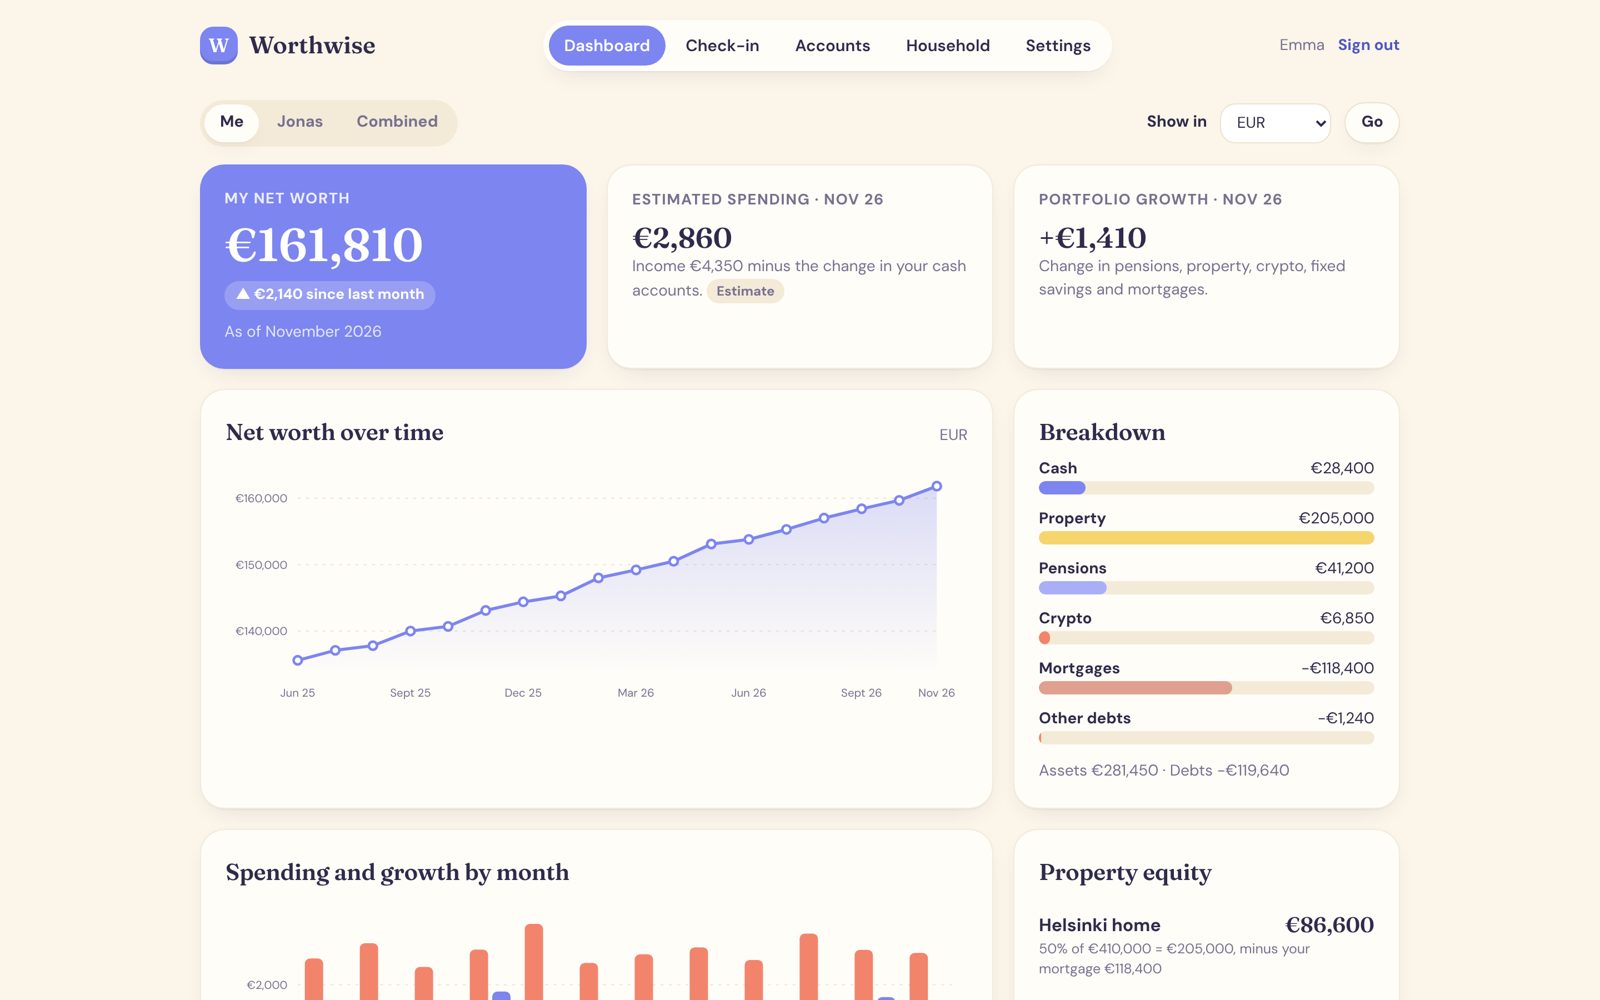 W Worthwise
Dashboard Check-in Accounts Household Settings
Emma Sign out
Me Jonas Combined
Show in EUR Go
MY NET WORTH
€161,810
▲ €2,140 since last month
As of November 2026
ESTIMATED SPENDING · NOV 26
€2,860
Income €4,350 minus the change in your cash
accounts. Estimate
PORTFOLIO GROWTH · NOV 26
+€1,410
Change in pensions, property, crypto, fixed
savings and mortgages.
Net worth over time EUR
€160,000
€150,000
€140,000
Jun 25 Sept 25 Dec 25 Mar 26 Jun 26 Sept 26 Nov 26
Breakdown
Cash €28,400
Property €205,000
Pensions €41,200
Crypto €6,850
Mortgages -€118,400
Other debts -€1,240
Assets €281,450 · Debts -€119,640
Spending and growth by month
€2,000
Property equity
Helsinki home €86,600
50% of €410,000 = €205,000, minus your
mortgage €118,400